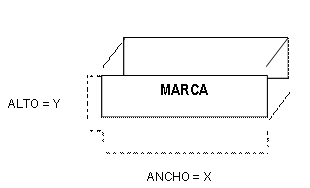 MARCA
ALTO = Y
ANCHO = X